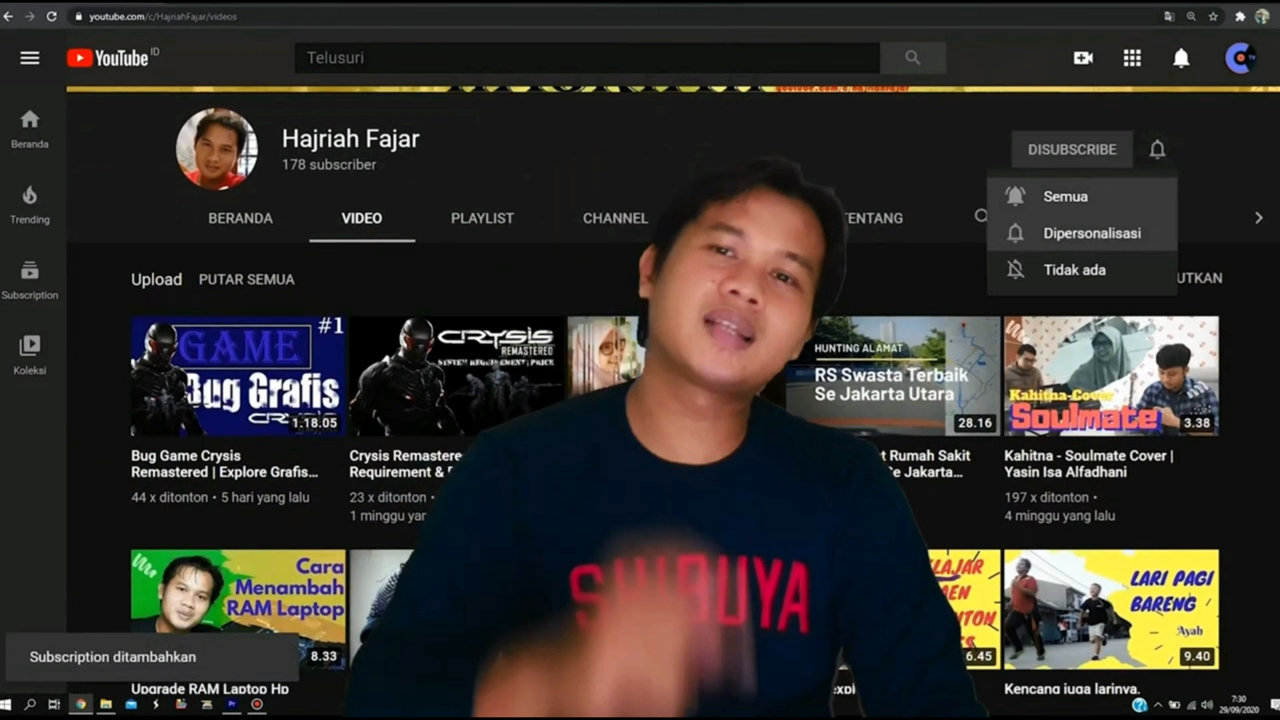 youtube.com/c/HajriahFajar/videos
YouTube ID
Telusuri
Beranda
Trending
Subscription
Koleksi
Hajriah Fajar
178 subscriber
DISUBSCRIBE
Semua
Dipersonalisasi
Tidak ada
BERANDA VIDEO PLAYLIST CHANNEL TENTANG
Upload PUTAR SEMUA
UTKAN
GAME #1
Bug Grafis
CRYSIS
1.18.05
Bug Game Crysis
Remastered | Explore Grafis...
44 x ditonton • 5 hari yang lalu
CRYSIS
REMASTERED
SYSTEM REQUIREMENT | PRICE
Crysis Remastere
Requirement &
23 x ditonton •
1 minggu yan
HUNTING ALAMAT
RS Swasta Terbaik
Se Jakarta Utara
28.16
t Rumah Sakit
Se Jakarta...
Kahitna-Cover
Soulmate
3.38
Kahitna - Soulmate Cover |
Yasin Isa Alfadhani
197 x ditonton •
4 minggu yang lalu
SHIBUYA
Cara
Menambah
RAM Laptop
8.33
Upgrade RAM Laptop Hp
6.45
LARI PAGI
BARENG
Ayah
9.40
Kencang juga larinya.
Subscription ditambahkan
7:30
29/09/2020